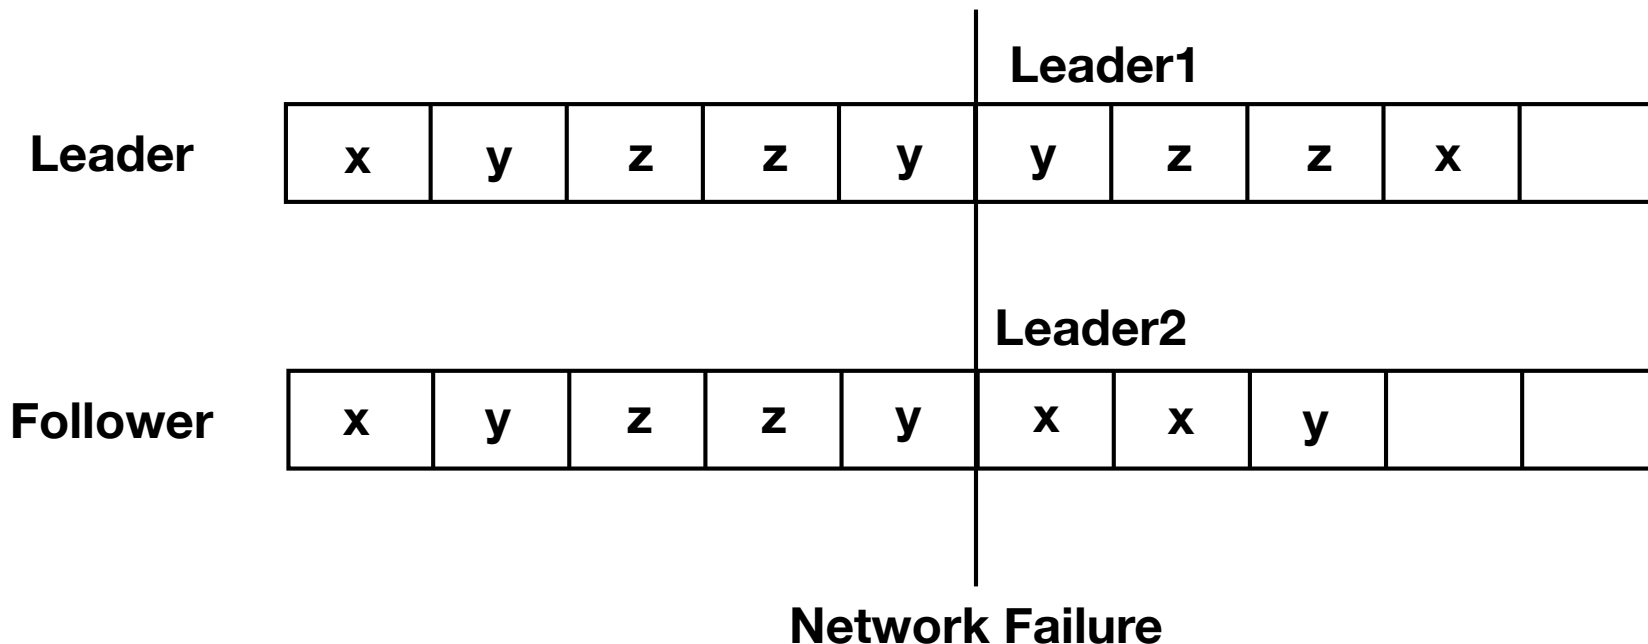 Leader1
Leader x y z z y y z z x
Leader2
Follower x y z z y x x y
Network Failure